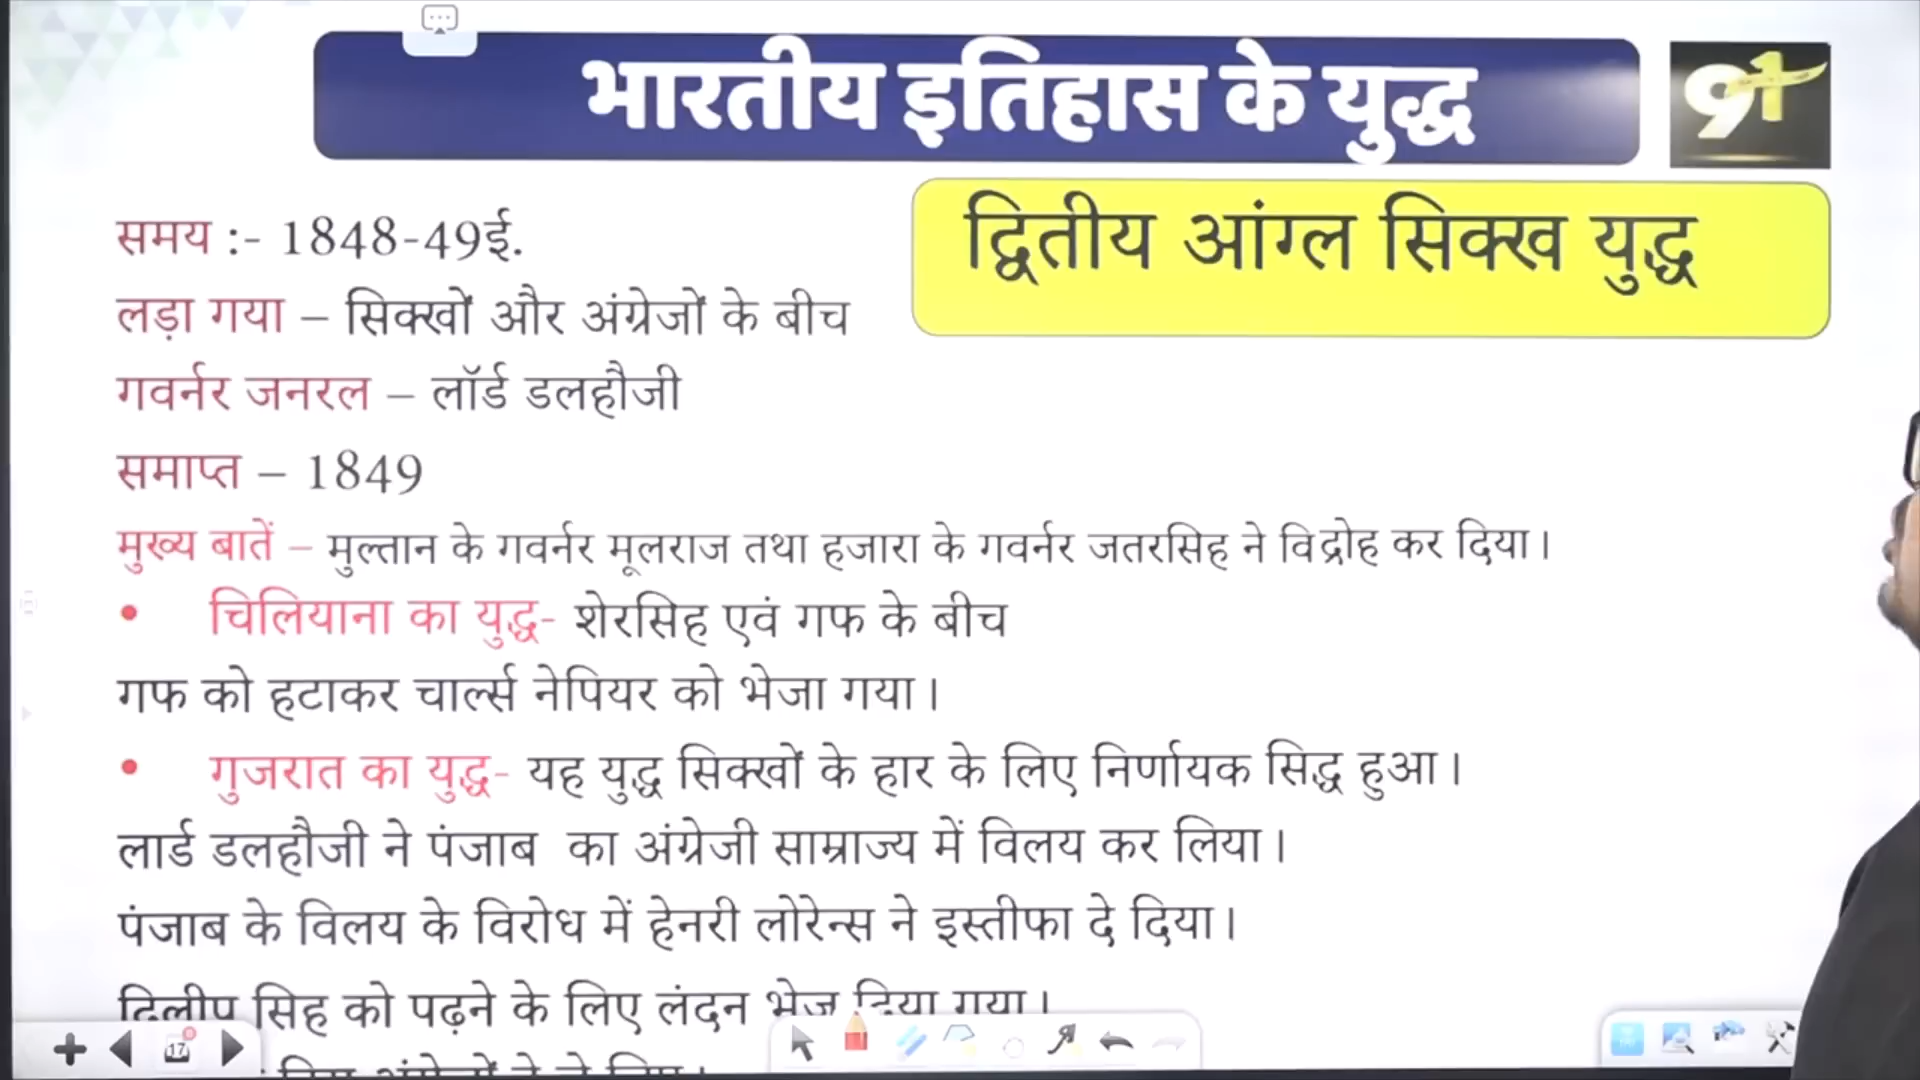 भारतीय इतिहास के युद्ध
91
द्वितीय आंग्ल सिक्ख युद्ध
समय :- 1848-49ई.
लड़ा गया – सिक्खों और अंग्रेजों के बीच
गवर्नर जनरल – लॉर्ड डलहौजी
समाप्त – 1849
मुख्य बातें – मुल्तान के गवर्नर मूलराज तथा हजारा के गवर्नर जतरसिह ने विद्रोह कर दिया।
• चिलियाना का युद्ध- शेरसिह एवं गफ के बीच
गफ को हटाकर चार्ल्स नेपियर को भेजा गया।
• गुजरात का युद्ध- यह युद्ध सिक्खों के हार के लिए निर्णायक सिद्ध हुआ।
लार्ड डलहौजी ने पंजाब का अंग्रेजी साम्राज्य में विलय कर लिया।
पंजाब के विलय के विरोध में हेनरी लोरेन्स ने इस्तीफा दे दिया।
दिलीप सिह को पढ़ने के लिए लंदन भेज दिया गया।
17